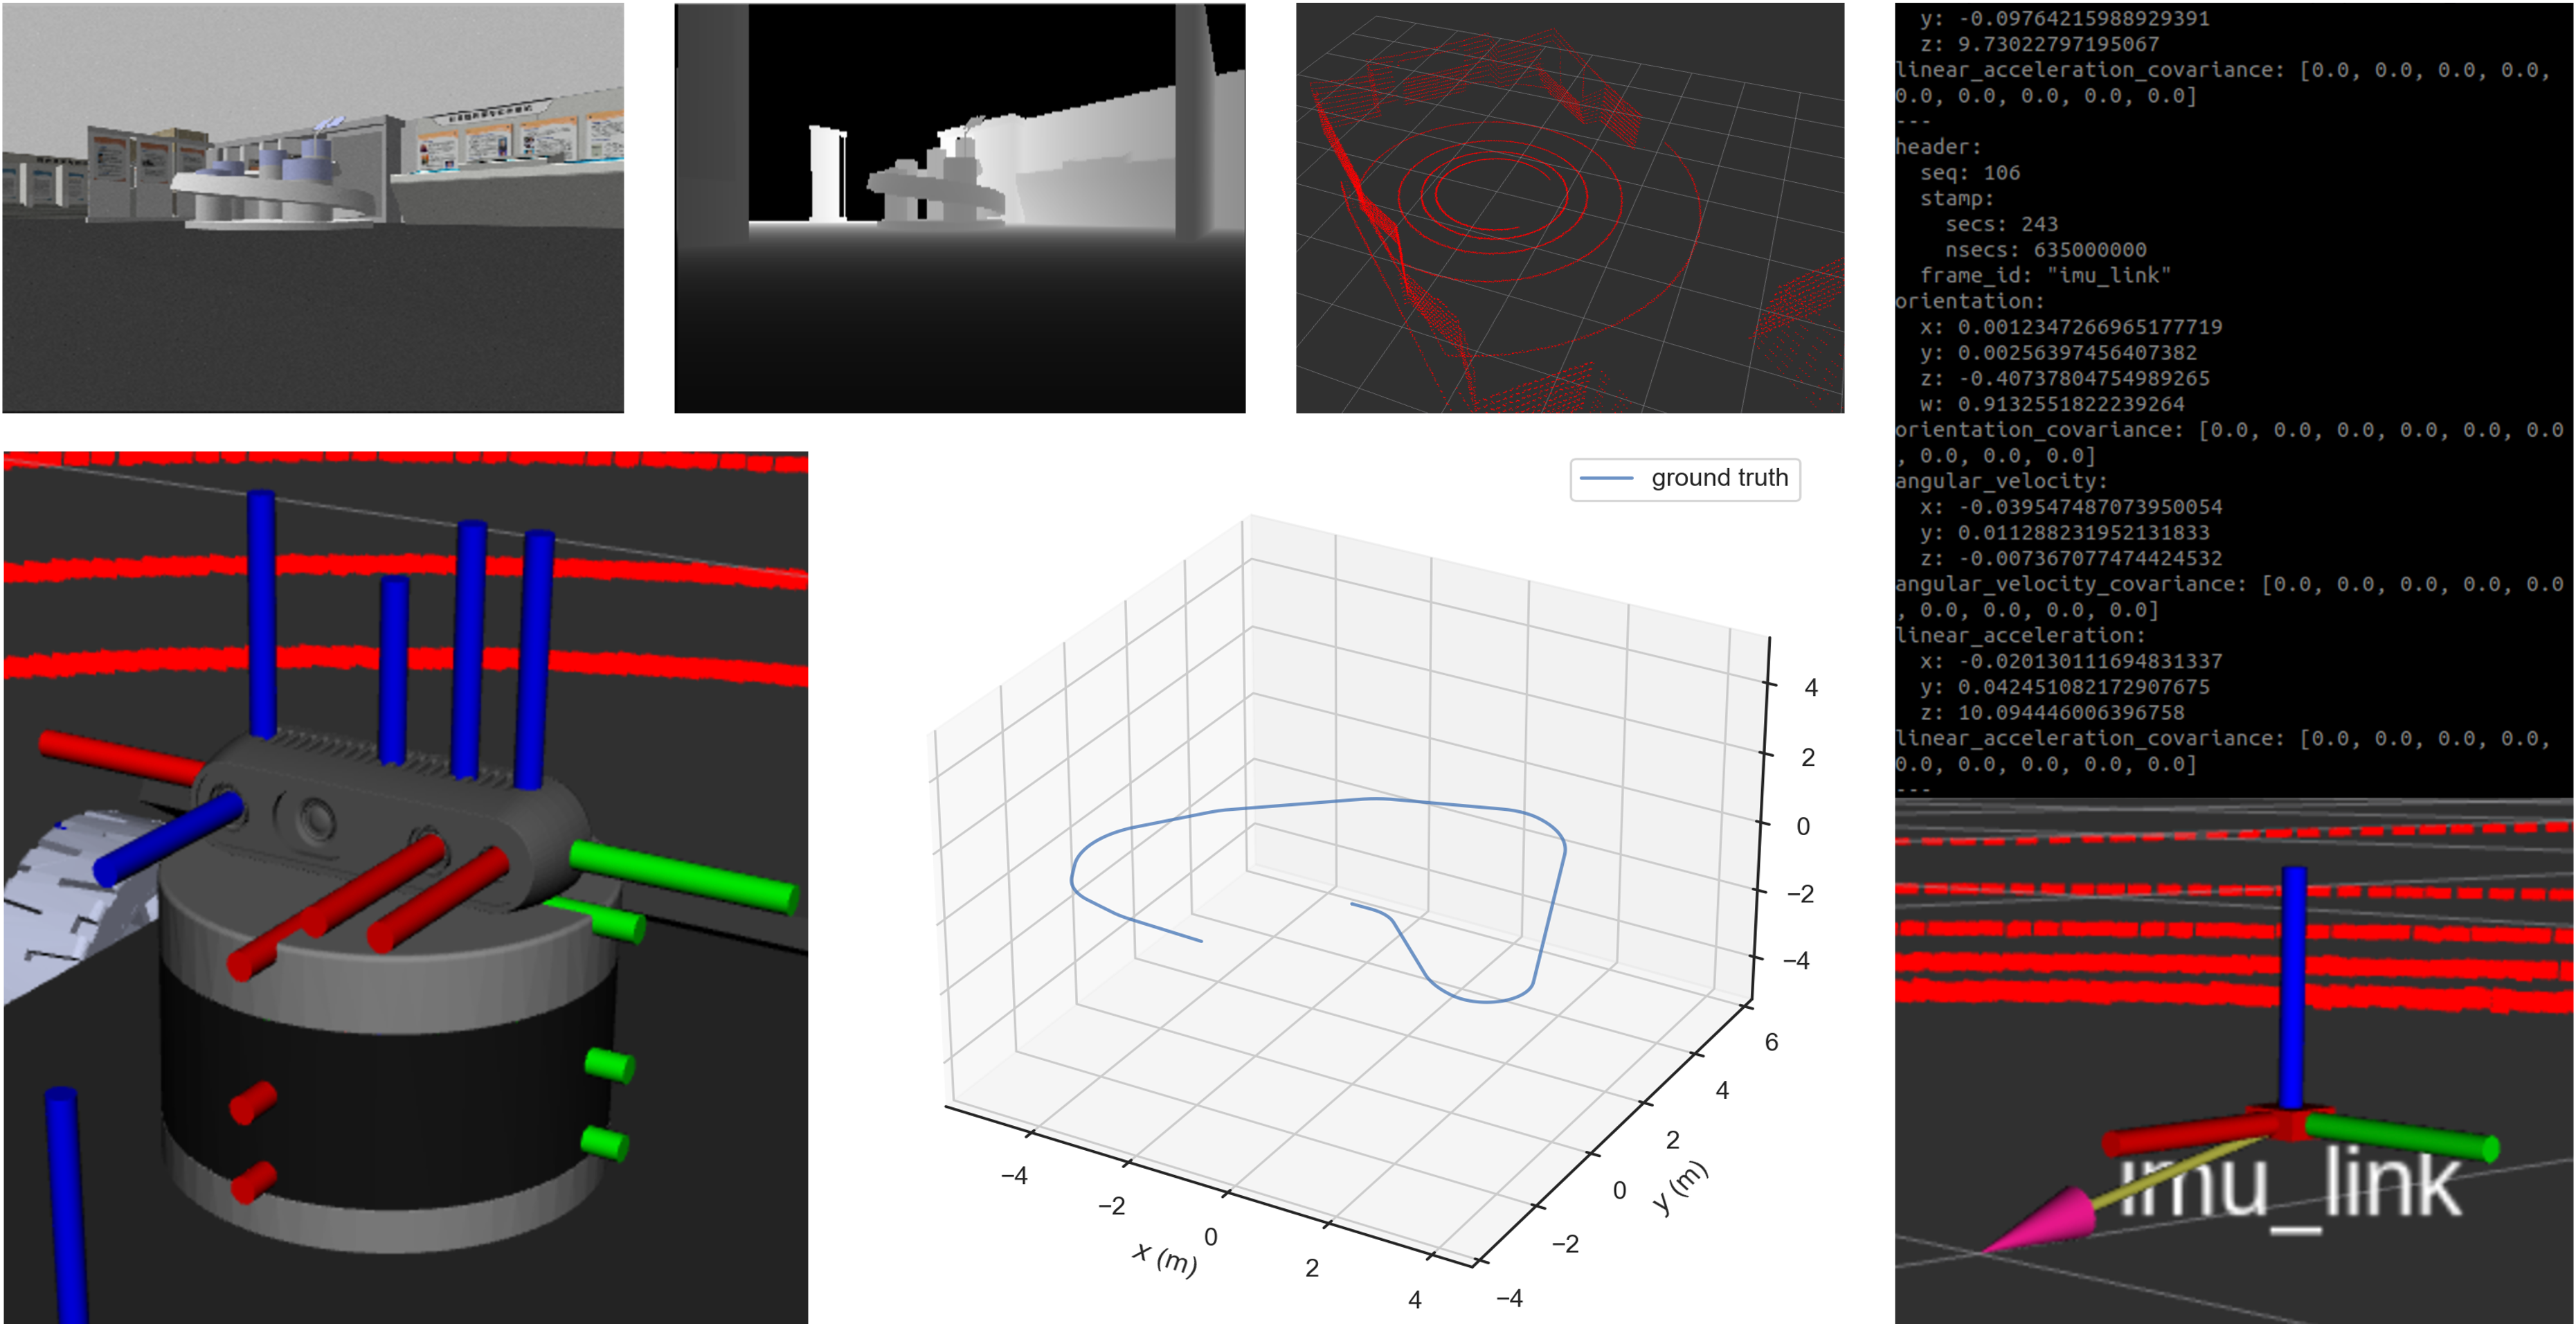 y: -0.09764215988929391
z: 9.73022797195067
linear_acceleration_covariance: [0.0, 0.0, 0.0, 0.0,
0.0, 0.0, 0.0, 0.0, 0.0]
---
header:
seq: 106
stamp:
secs: 243
nsecs: 635000000
frame_id: "imu_link"
orientation:
x: 0.0012347266965177719
y: 0.00256397456407382
z: -0.40737804754989265
w: 0.9132551822239264
orientation_covariance: [0.0, 0.0, 0.0, 0.0, 0.0, 0.0
, 0.0, 0.0, 0.0]
angular_velocity:
x: -0.039547487073950054
y: 0.011288231952131833
z: -0.007367077474424532
angular_velocity_covariance: [0.0, 0.0, 0.0, 0.0, 0.0
, 0.0, 0.0, 0.0, 0.0]
linear_acceleration:
x: -0.020130111694831337
y: 0.042451082172907675
z: 10.094446006396758
linear_acceleration_covariance: [0.0, 0.0, 0.0, 0.0,
0.0, 0.0, 0.0, 0.0, 0.0]
---
ground truth
4
2
0
−2
−4
6
4
2
0
−2
−4
y (m)
−4
−2
0
2
4
x (m)
imu_link